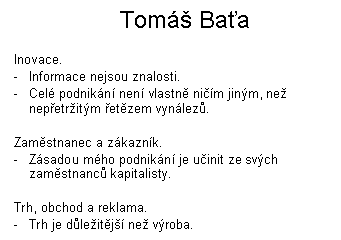 Tomáš Baťa
Inovace.
- Informace nejsou znalosti.
- Celé podnikání není vlastně ničím jiným, než
nepřetržitým řetězem vynálezů.
Zaměstnanec a zákazník.
- Zásadou mého podnikání je učinit ze svých
zaměstnanců kapitalisty.
Trh, obchod a reklama.
- Trh je důležitější než výroba.